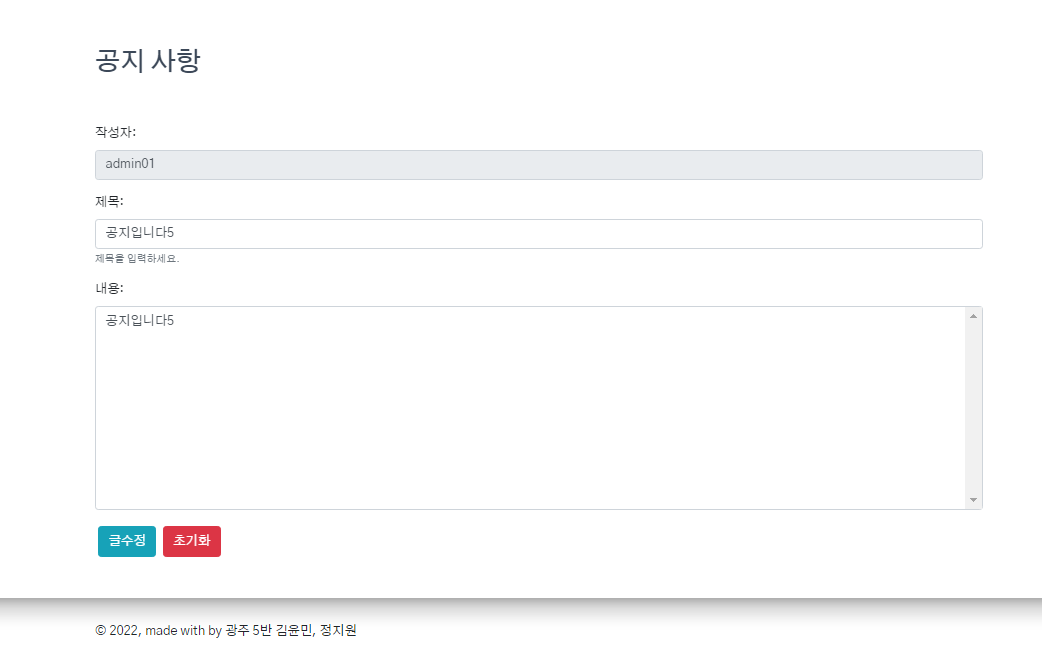 공지 사항
작성자:
admin01
제목:
공지입니다5
제목을 입력하세요.
내용:
공지입니다5
글수정 초기화
© 2022, made with by 광주 5반 김윤민, 정지원